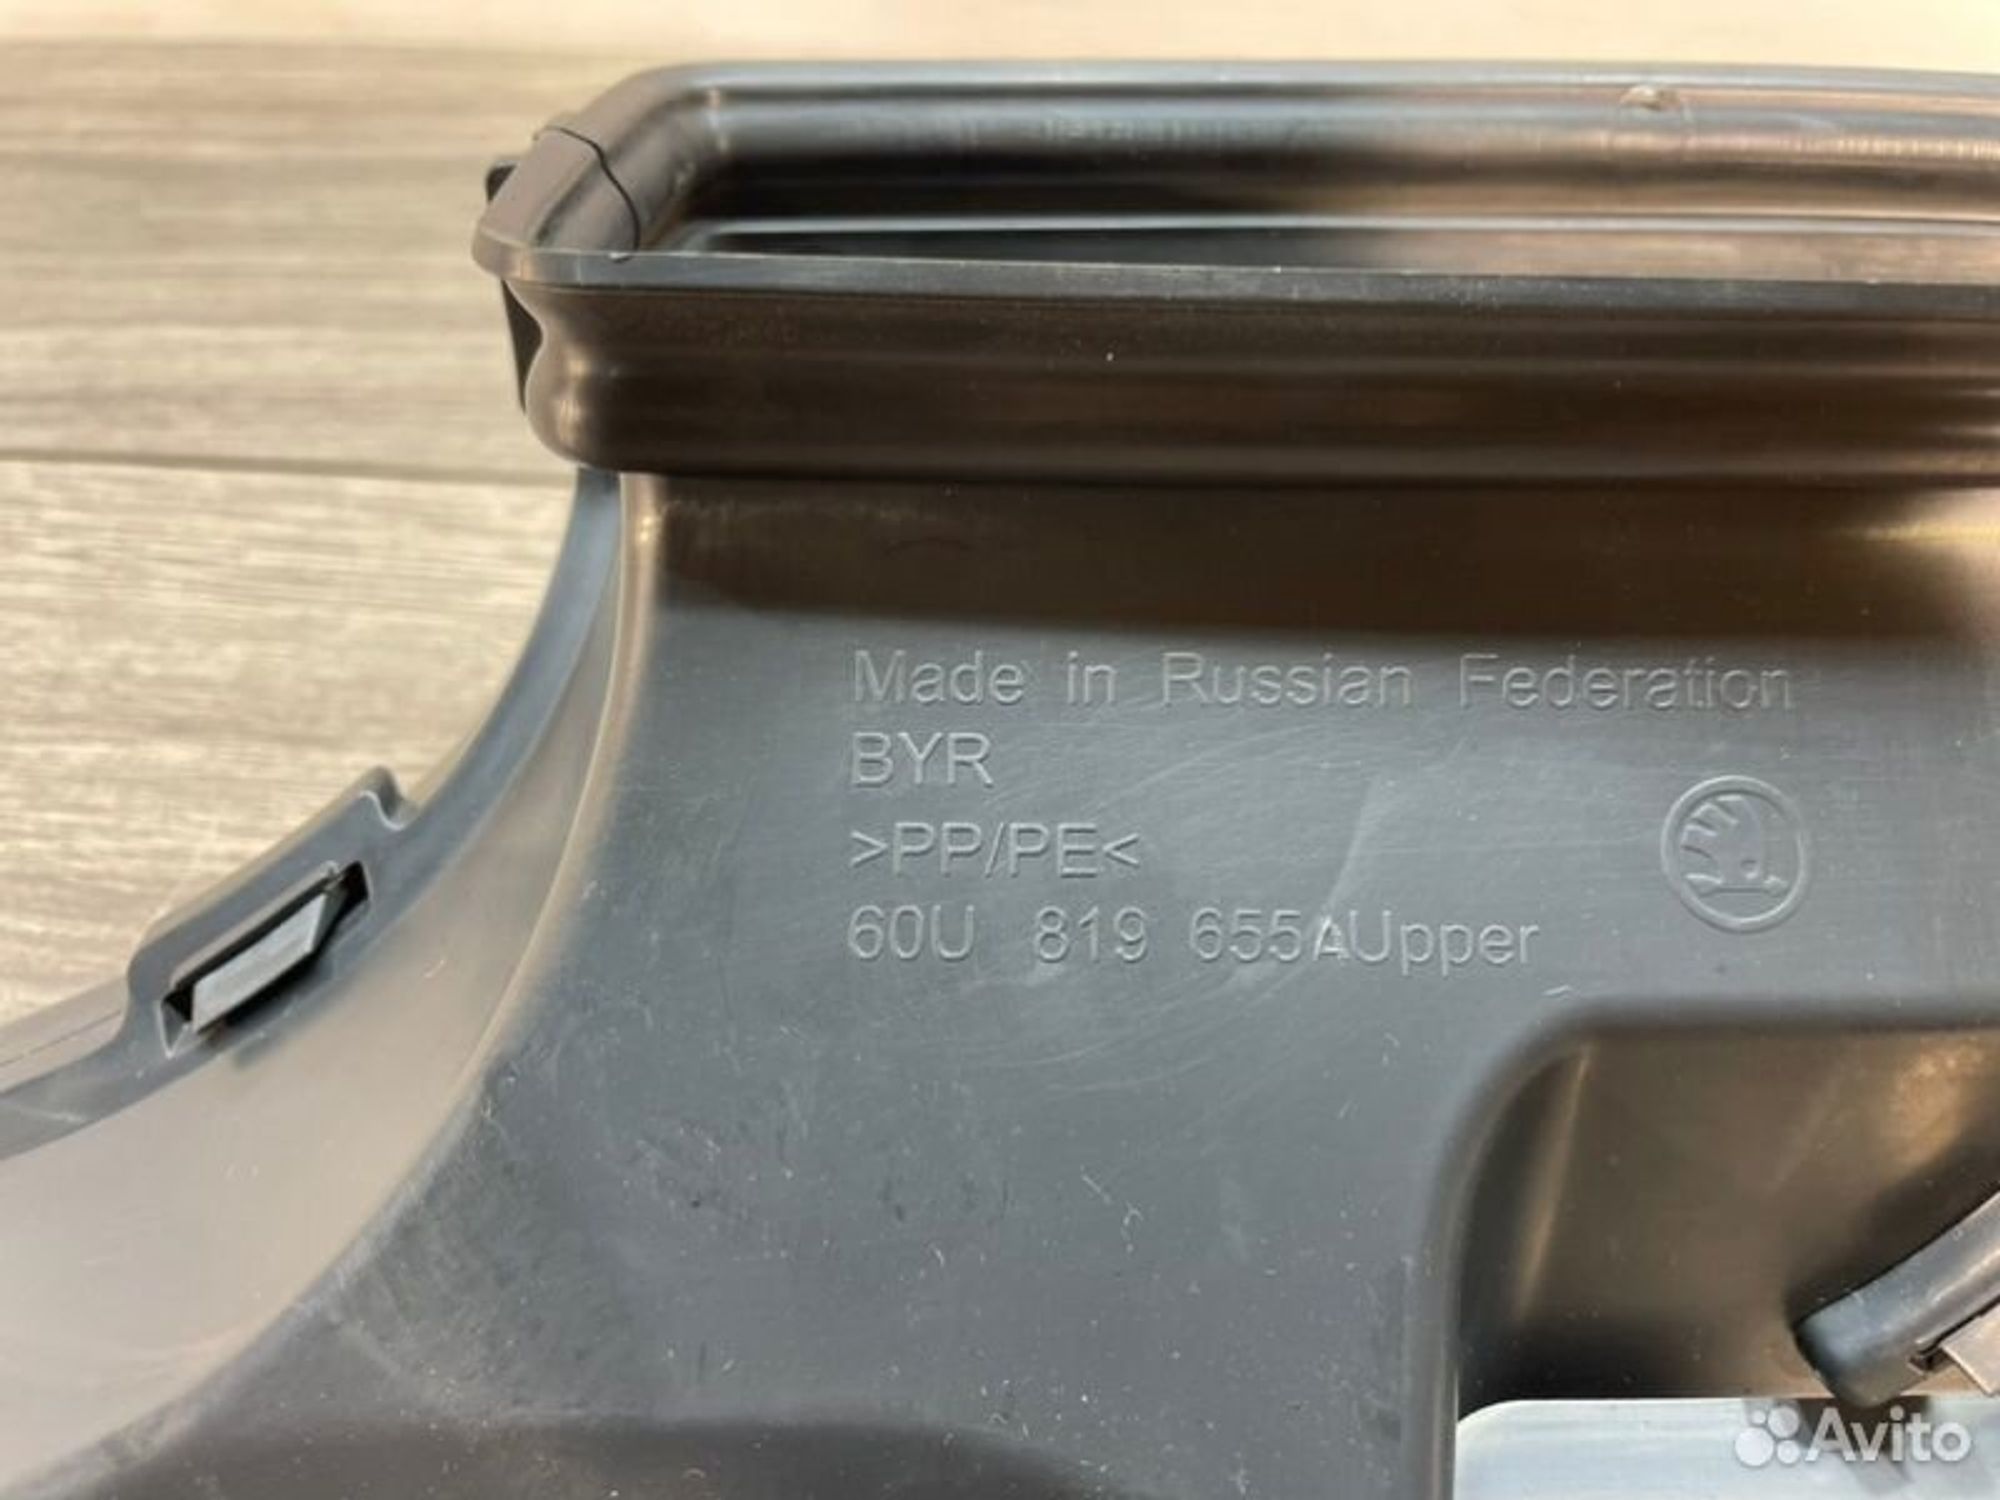 Made in Russian Federation
BYR
>PP/PE<
60U 819 655AUpper
Avito